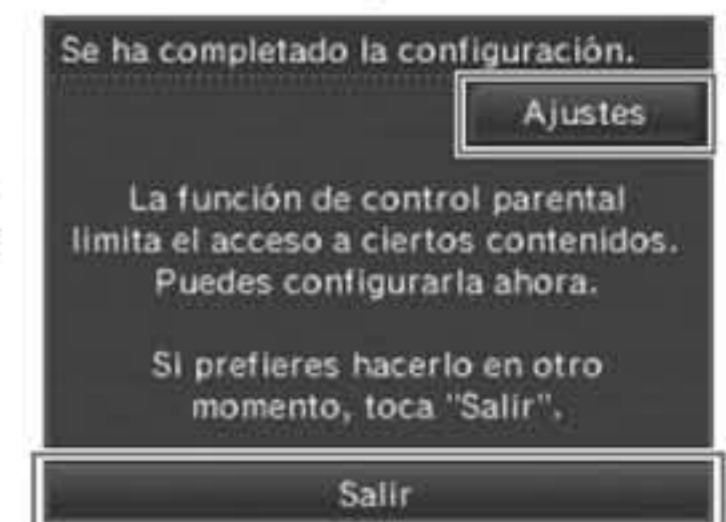 Se ha completado la configuración.
Ajustes
La función de control parental
limita el acceso a ciertos contenidos.
Puedes configurarla ahora.
Si prefieres hacerlo en otro
momento, toca "Salir".
Salir